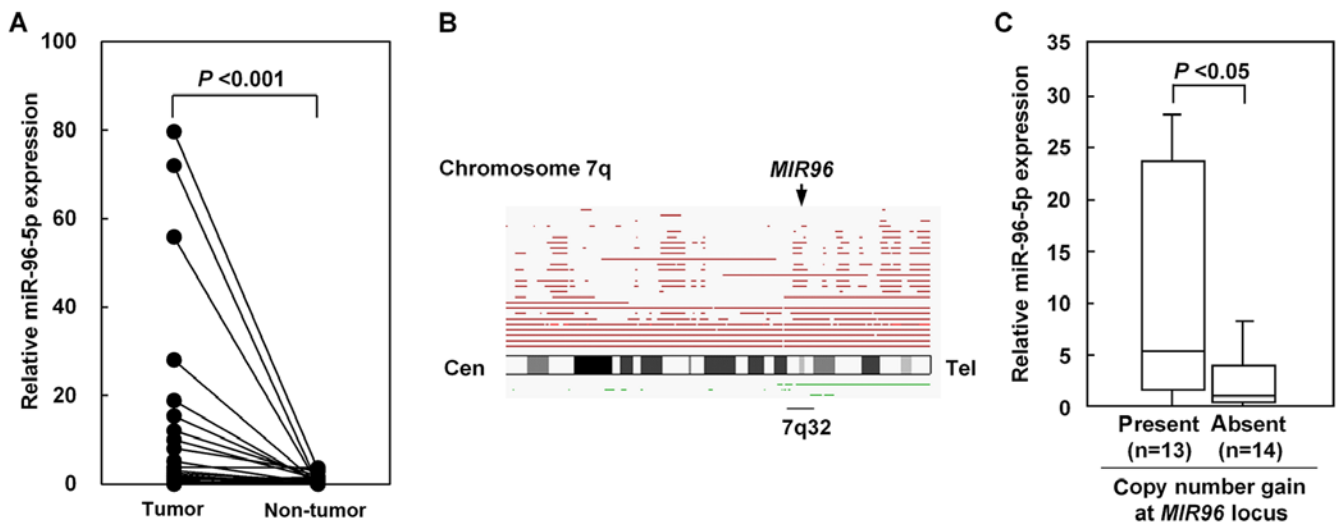 A
100
80
60
40
20
0
Relative miR-96-5p expression
P <0.001
Tumor
Non-tumor
B
Chromosome 7q
MIR96
Cen
Tel
7q32
C
35
30
25
20
15
10
5
0
Relative miR-96-5p expression
P <0.05
Present Absent
(n=13) (n=14)
Copy number gain
at MIR96 locus